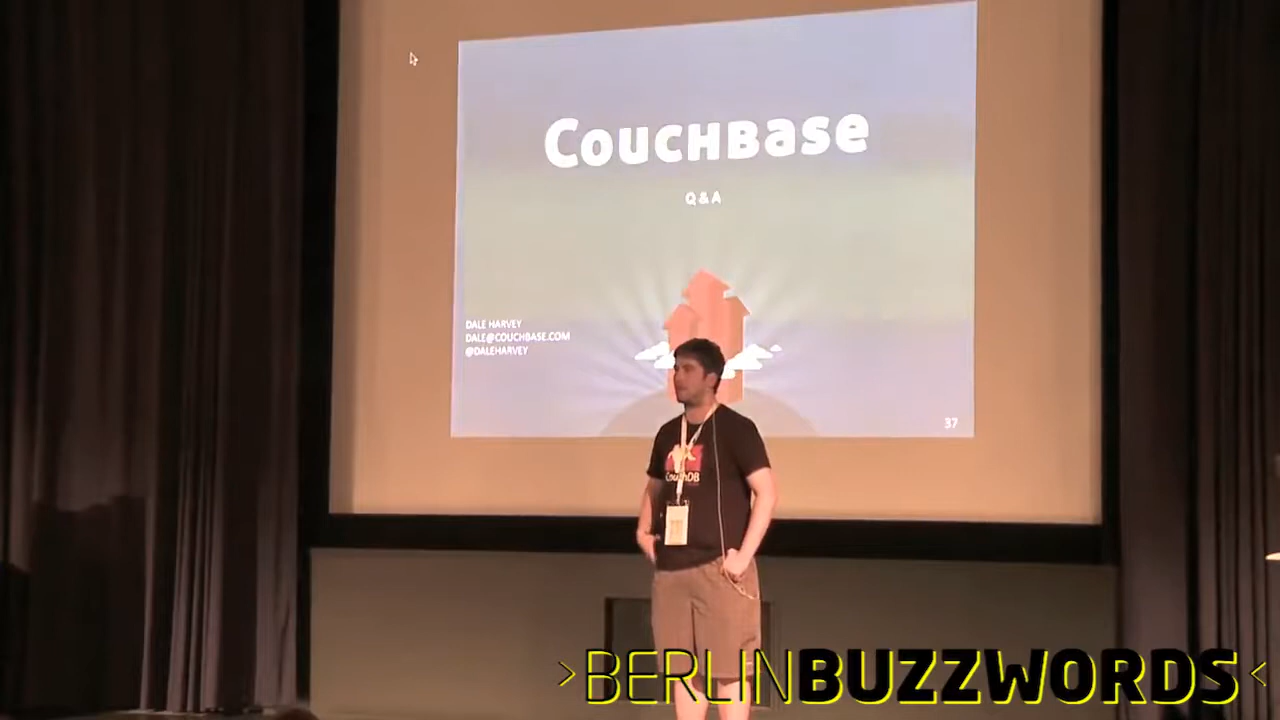 Couchbase
Q & A
DALE HARVEY
DALE@COUCHBASE.COM
@DALEHARVEY
37
CouchDB
>BERLINBUZZWORDS<